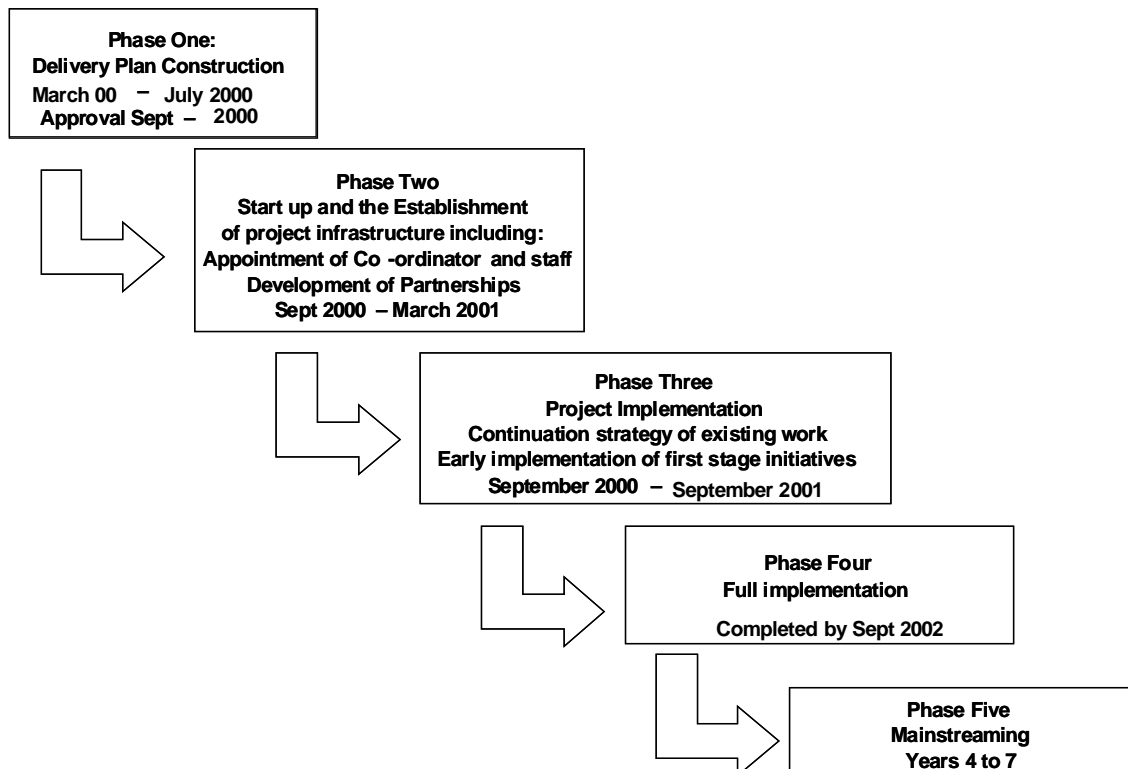 Phase One:
Delivery Plan Construction
March 00 – July 2000
Approval Sept – 2000
Phase Two
Start up and the Establishment
of project infrastructure including:
Appointment of Co -ordinator and staff
Development of Partnerships
Sept 2000 – March 2001
Phase Three
Project Implementation
Continuation strategy of existing work
Early implementation of first stage initiatives
September 2000 – September 2001
Phase Four
Full implementation
Completed by Sept 2002
Phase Five
Mainstreaming
Years 4 to 7